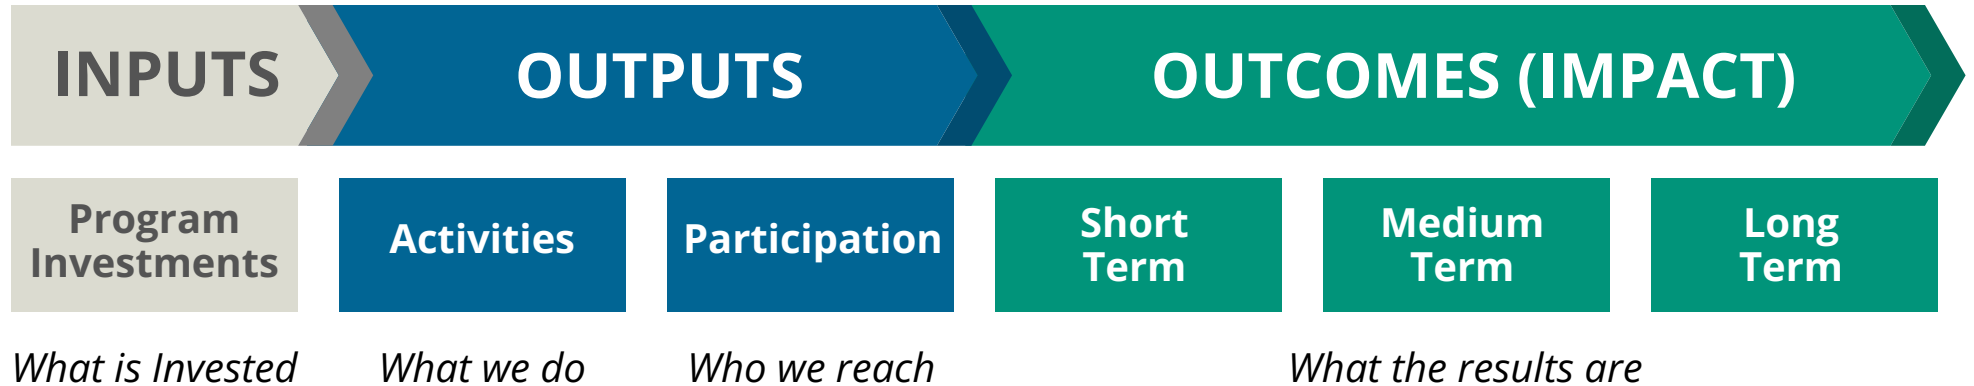 INPUTS
OUTPUTS
OUTCOMES (IMPACT)
Program
Investments
Activities
Participation
Short
Term
Medium
Term
Long
Term
What is Invested
What we do
Who we reach
What the results are